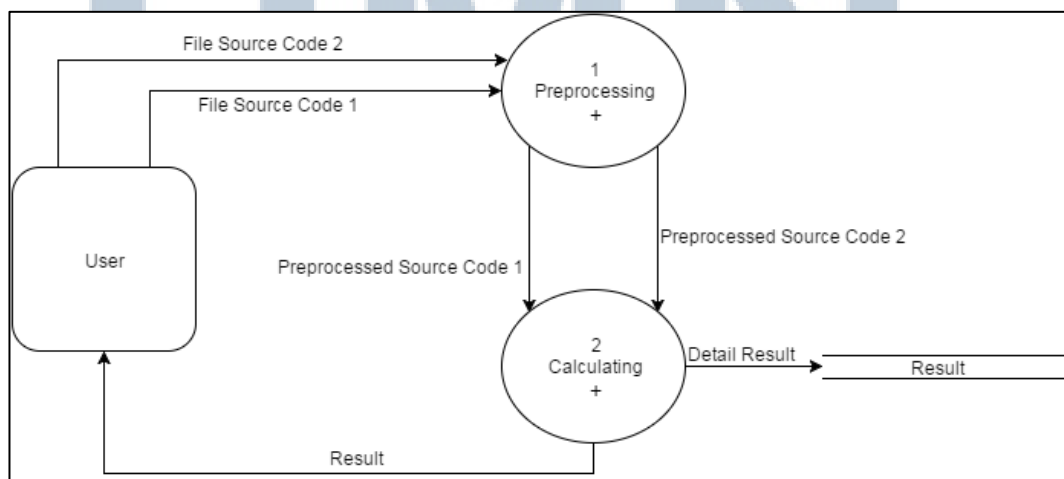 File Source Code 2
File Source Code 1
1
Preprocessing
+
User
Preprocessed Source Code 1
Preprocessed Source Code 2
2
Calculating
+
Detail Result
Result
Result